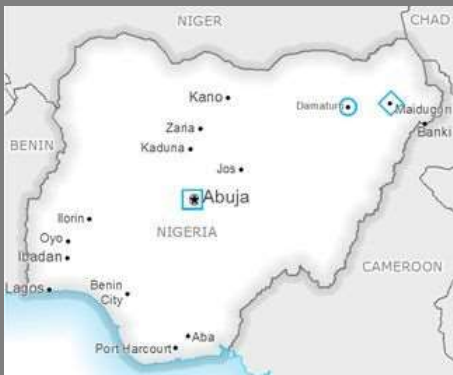 NIGER
CHAD
Kano
Damaturu
Maiduguri
Banki
Zaria
Kaduna
BENIN
Jos
Abuja
Ilorin
NIGERIA
Oyo
Ibadan
CAMEROON
Lagos
Benin
City
Aba
Port Harcourt